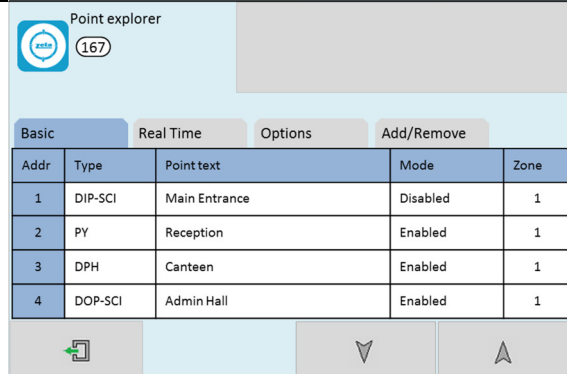 Point explorer
zeta
167
Basic Real Time Options Add/Remove
Addr Type Point text Mode Zone
1 DIP-SCI Main Entrance Disabled 1
2 PY Reception Enabled 1
3 DPH Canteen Enabled 1
4 DOP-SCI Admin Hall Enabled 1